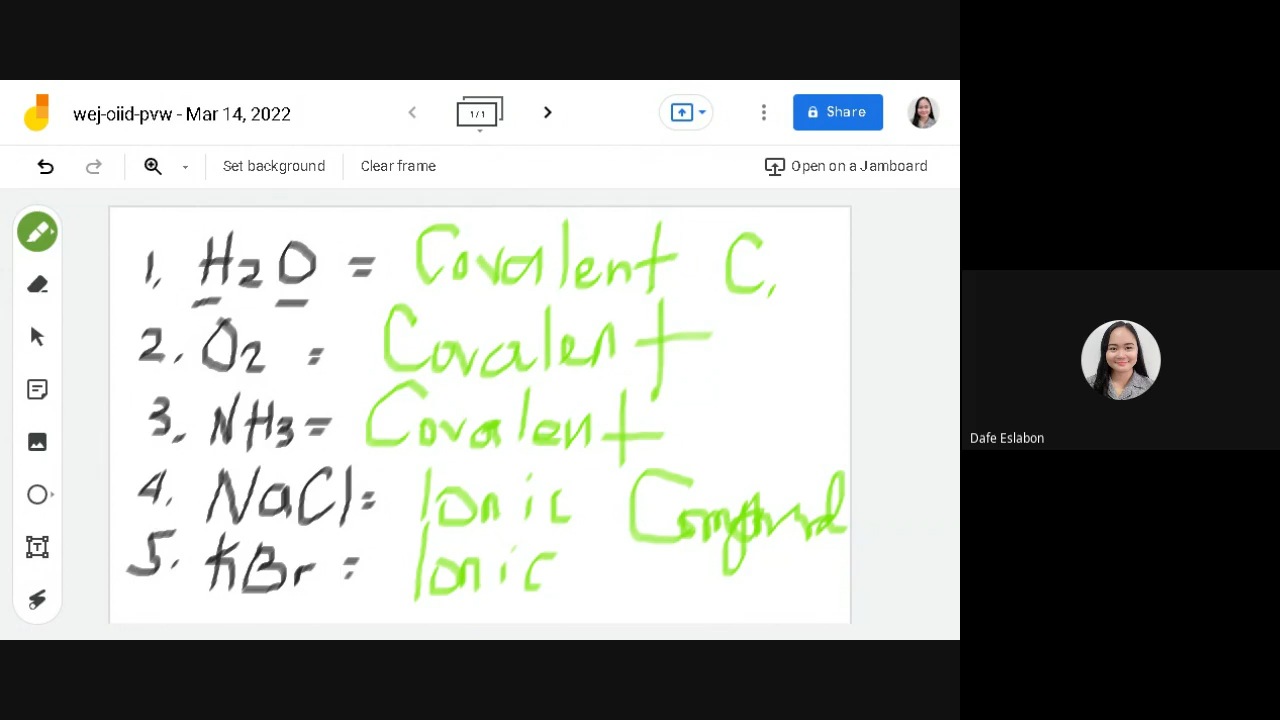 wej-oiid-pvw - Mar 14, 2022
1/1
Share
Set background
Clear frame
Open on a Jamboard
1. H2O = Covalent C.
2. O2 = Covalent
3. NH3 = Covalent
4. NaCl = Ionic Compound
5. KBr = Ionic
Dafe Eslabon